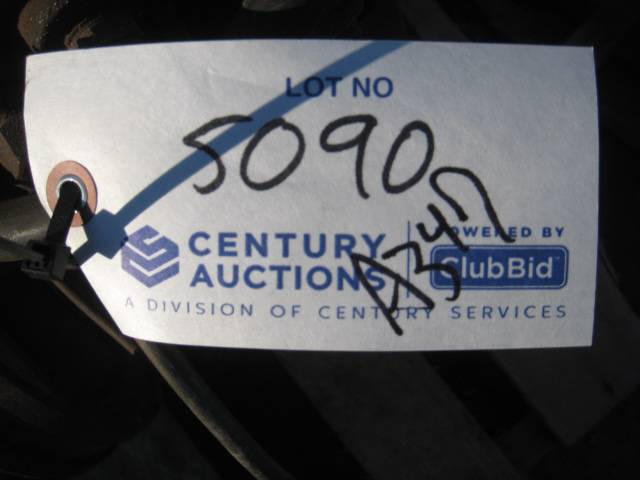 LOT NO
5090
A347
CENTURY AUCTIONS
POWERED BY
ClubBid
A DIVISION OF CENTURY SERVICES